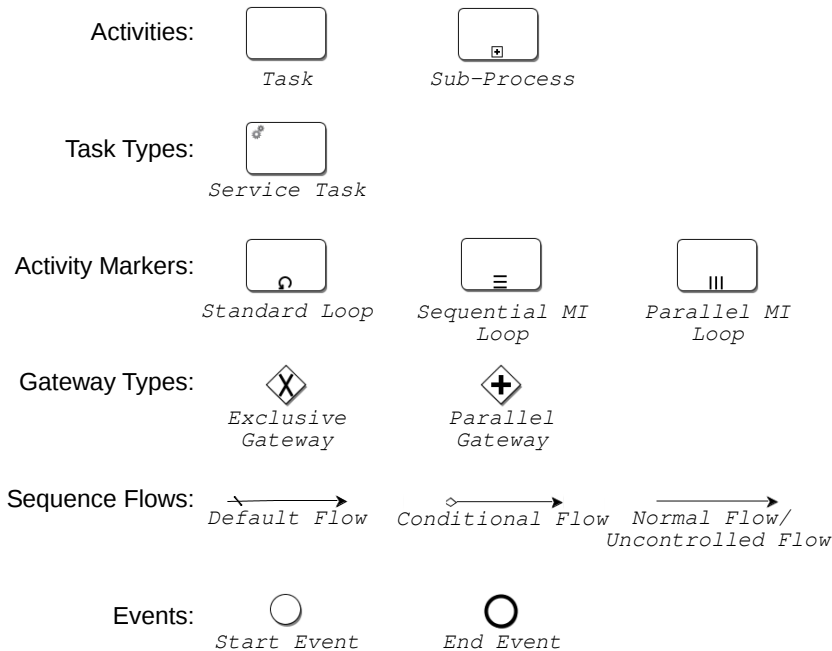 Activities:
Task Sub-Process
Task Types:
Service Task
Activity Markers:
Standard Loop Sequential MI Loop Parallel MI Loop
Gateway Types:
X
Exclusive Gateway Parallel Gateway
Sequence Flows:
Default Flow Conditional Flow Normal Flow/ Uncontrolled Flow
Events:
Start Event End Event